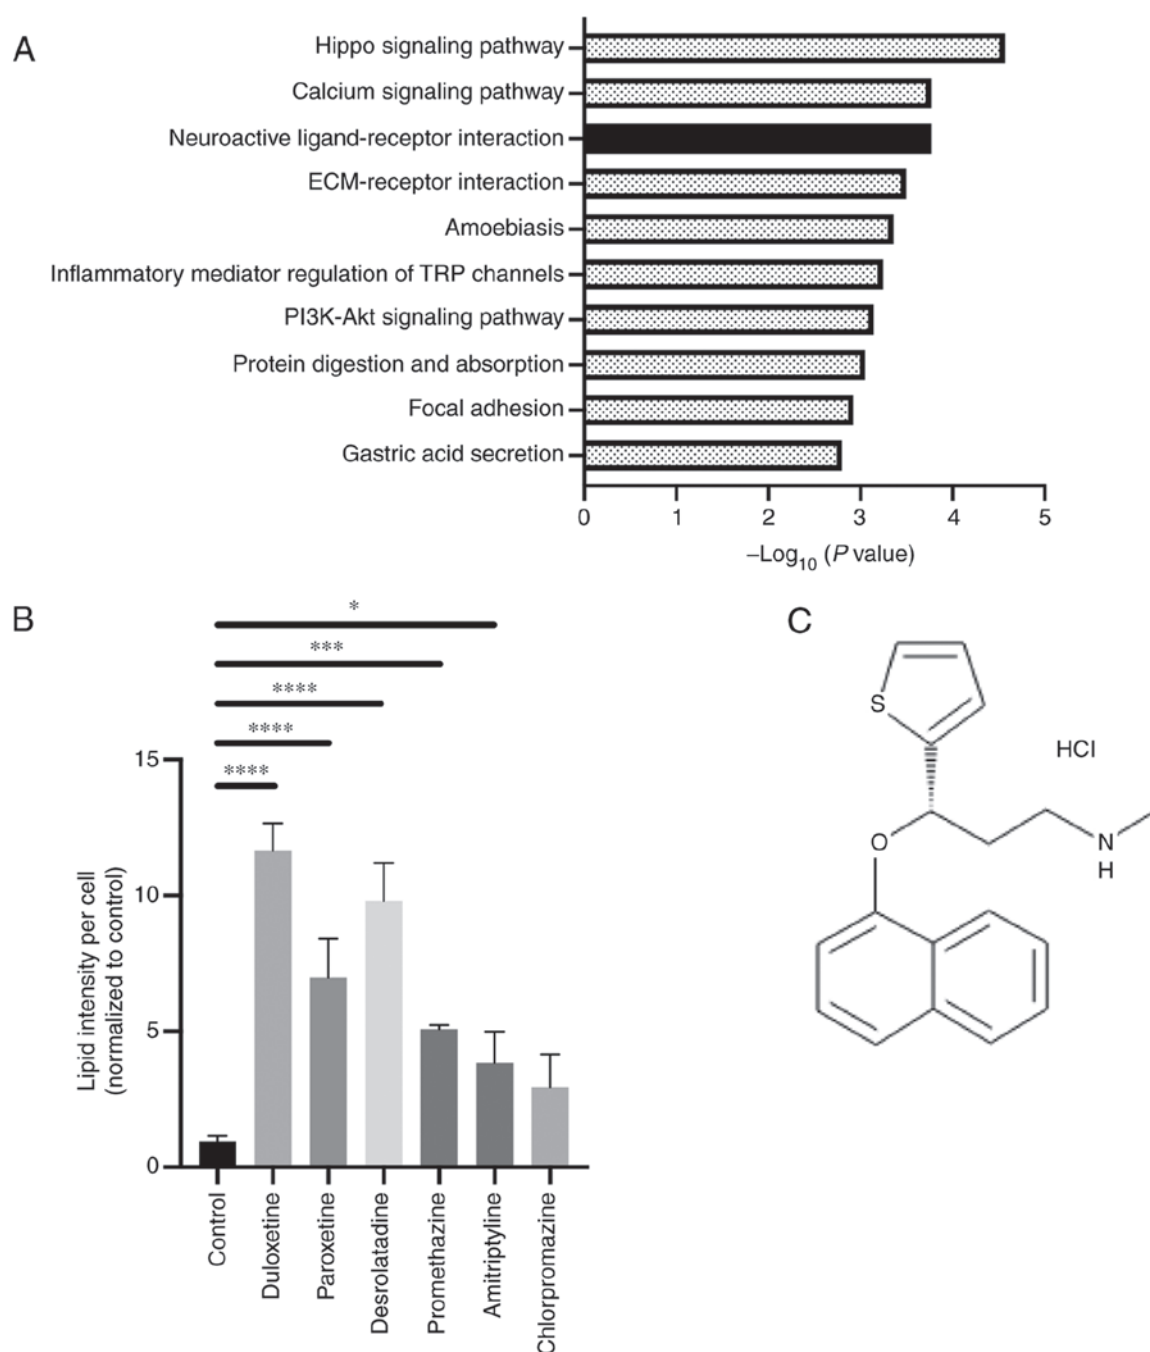 A
Hippo signaling pathway
Calcium signaling pathway
Neuroactive ligand-receptor interaction
ECM-receptor interaction
Amoebiasis
Inflammatory mediator regulation of TRP channels
PI3K-Akt signaling pathway
Protein digestion and absorption
Focal adhesion
Gastric acid secretion
0 1 2 3 4 5
–Log10 (P value)
B
*
***
****
****
****
15
10
5
0
Lipid intensity per cell
(normalized to control)
Control
Duloxetine
Paroxetine
Desrolatadine
Promethazine
Amitriptyline
Chlorpromazine
C
S
HCl
O
N
H